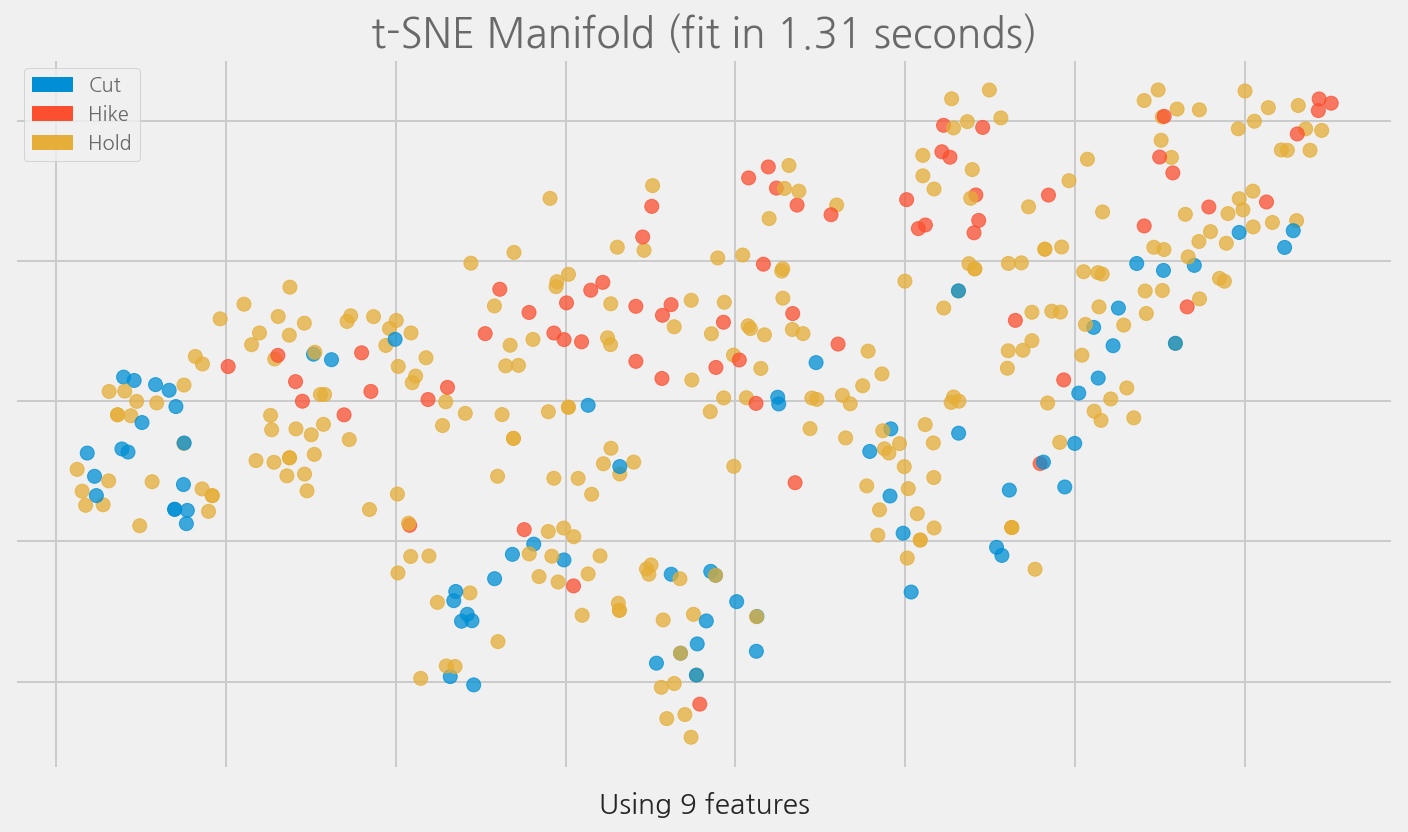 t-SNE Manifold (fit in 1.31 seconds)
Cut
Hike
Hold
Using 9 features